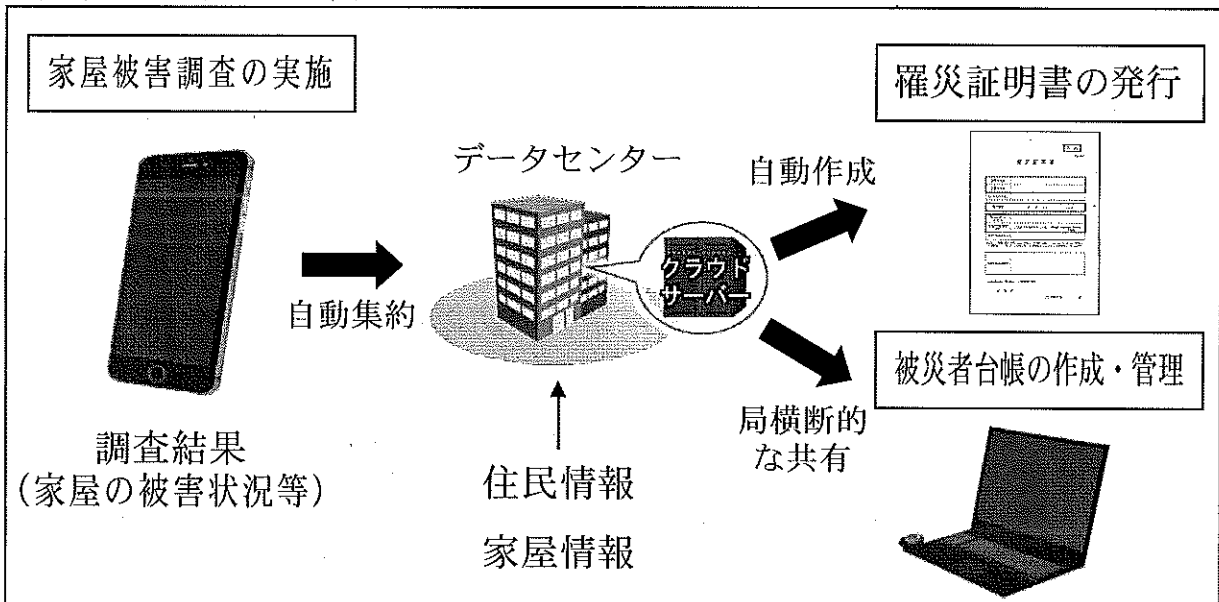 家屋被害調査の実施
調査結果
（家屋の被害状況等）
自動集約
データセンター
クラウド
サーバー
住民情報
家屋情報
自動作成
罹災証明書の発行
局横断的
な共有
被災者台帳の作成・管理